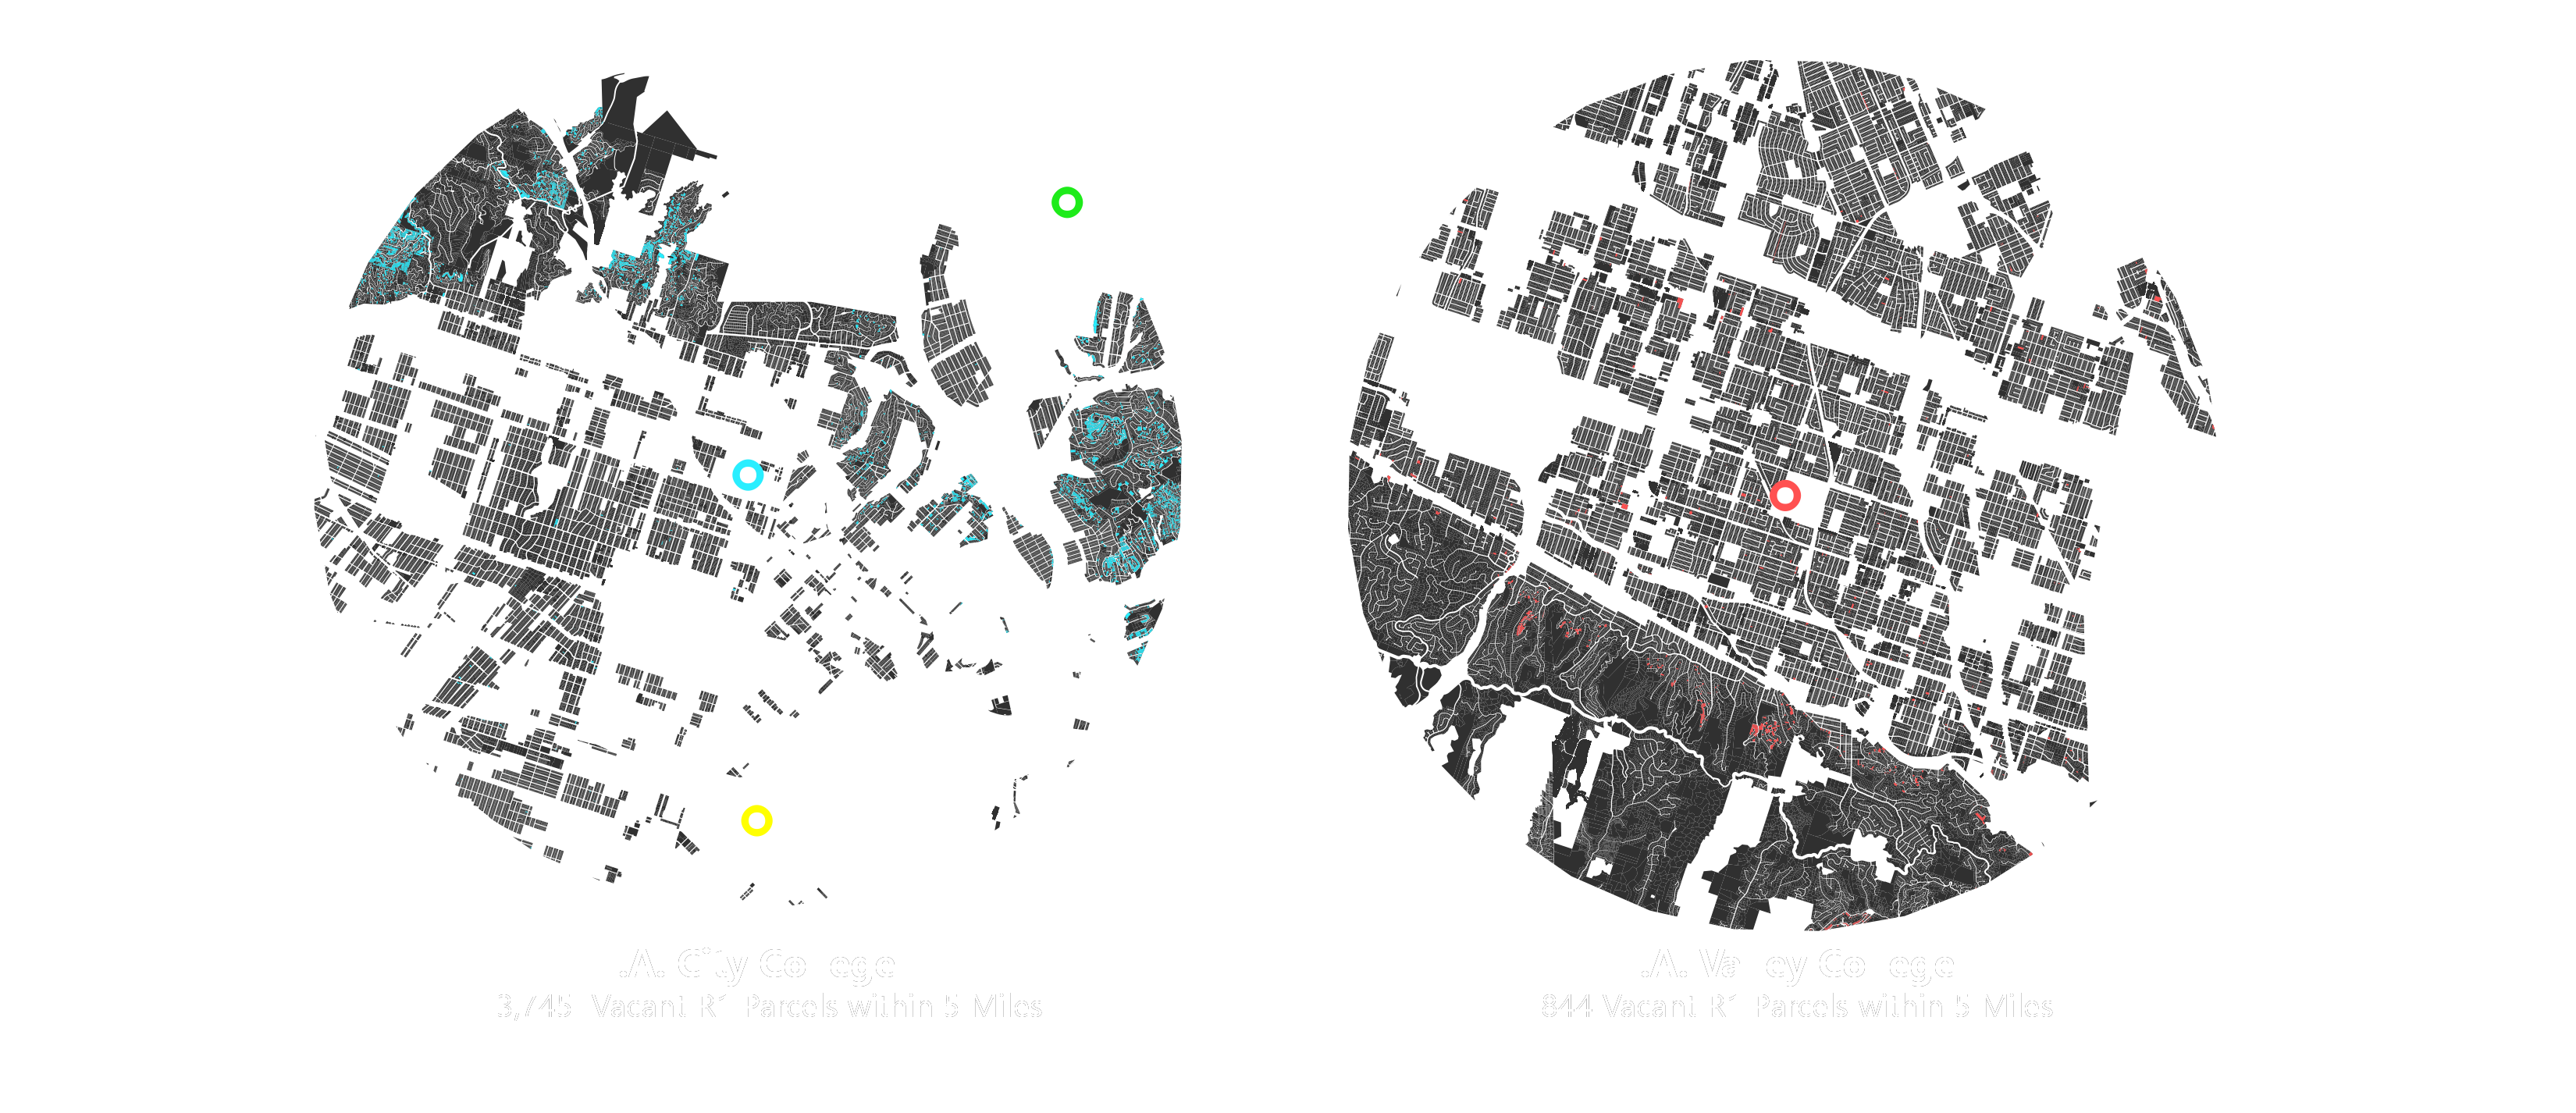 L.A. City College
3,745 Vacant R1 Parcels within 5 Miles
L.A. Valley College
844 Vacant R1 Parcels within 5 Miles